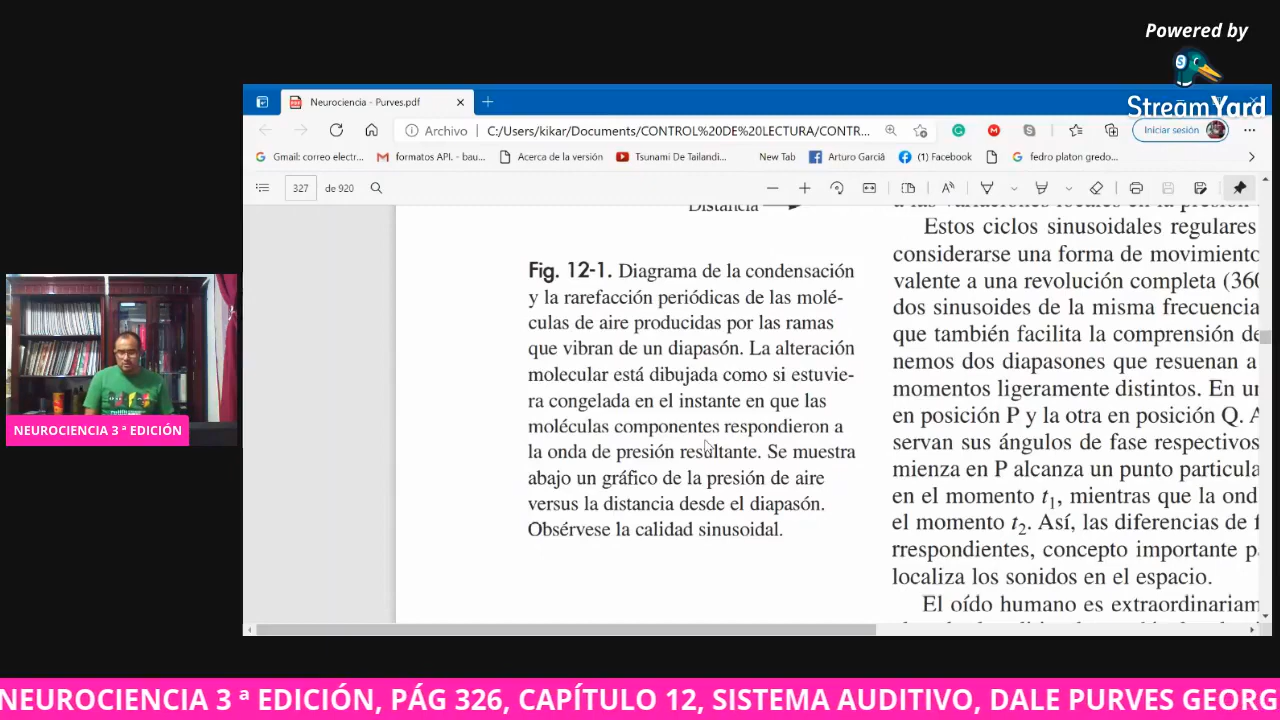 Powered by
StreamYard
Neurociencia - Purves.pdf
Archivo
C:/Users/kikar/Documents/CONTROL%20DE%20LECTURA/CONTR...
Iniciar sesión
Gmail: correo electr...
formatos API. - bau...
Acerca de la versión
Tsunami De Tailandi...
New Tab
Arturo Garcia
(1) Facebook
fedro platon gredo...
327
de 920
Distancia
Fig. 12-1. Diagrama de la condensación
y la rarefacción periódicas de las molé-
culas de aire producidas por las ramas
que vibran de un diapasón. La alteración
molecular está dibujada como si estuvie-
ra congelada en el instante en que las
moléculas componentes respondieron a
la onda de presión resultante. Se muestra
abajo un gráfico de la presión de aire
versus la distancia desde el diapasón.
Obsérvese la calidad sinusoidal.
a las variaciones locales en la presión
Estos ciclos sinusoidales regulares
considerarse una forma de movimiento
valente a una revolución completa (360
dos sinusoides de la misma frecuencia
que también facilita la comprensión de
nemos dos diapasones que resuenan a
momentos ligeramente distintos. En un
en posición P y la otra en posición Q. A
servan sus ángulos de fase respectivos
mienza en P alcanza un punto particula
en el momento t1, mientras que la ond
el momento t2. Así, las diferencias de f
rrespondientes, concepto importante p
localiza los sonidos en el espacio.
El oído humano es extraordinariam
NEUROCIENCIA 3 ª EDICIÓN
NEUROCIENCIA 3 ª EDICIÓN, PÁG 326, CAPÍTULO 12, SISTEMA AUDITIVO, DALE PURVES GEORG